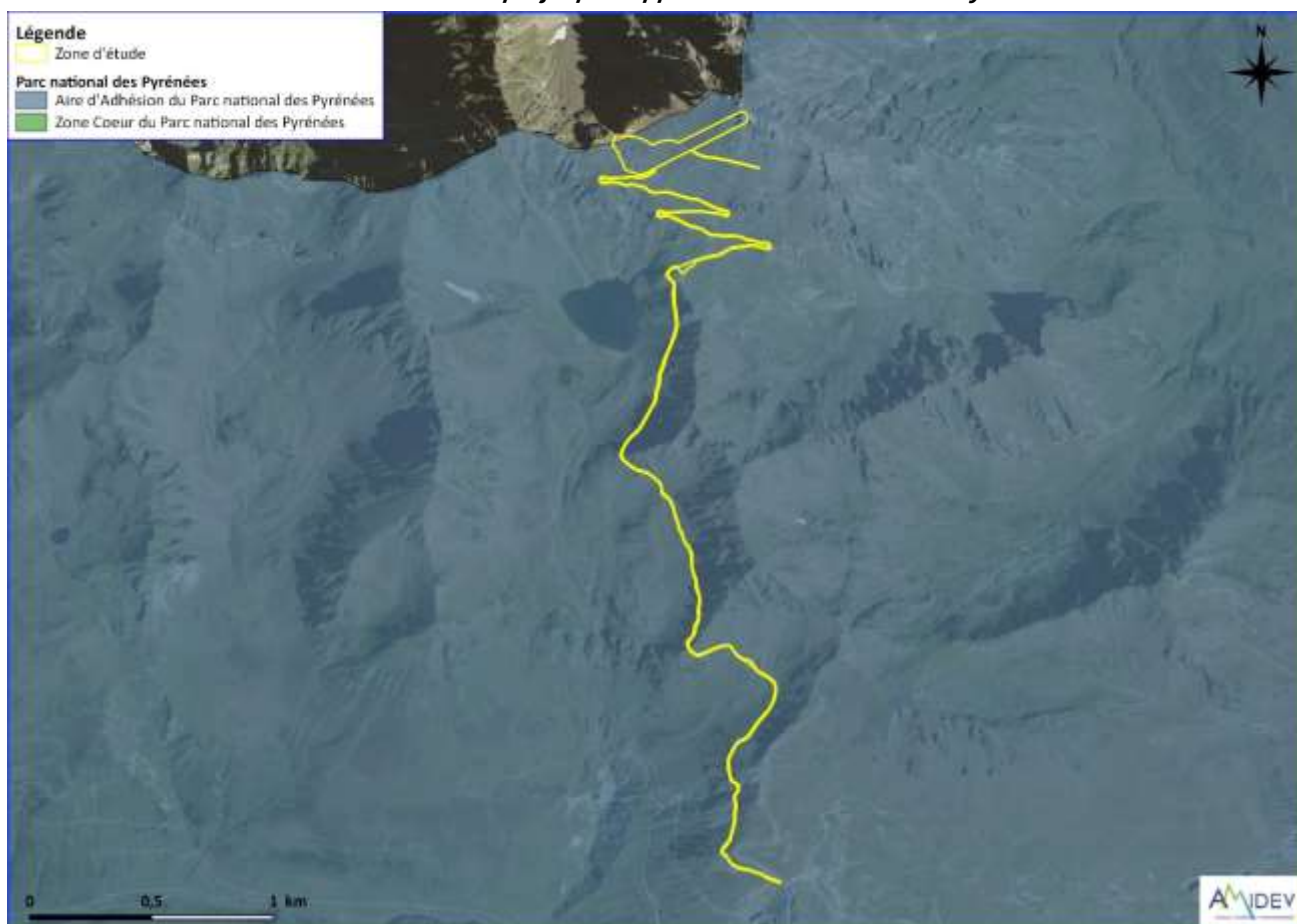 Légende
Zone d'étude
Parc national des Pyrénées
Aire d'Adhésion du Parc national des Pyrénées
Zone Coeur du Parc national des Pyrénées
N
0 0,5 1 km
AMIDEV